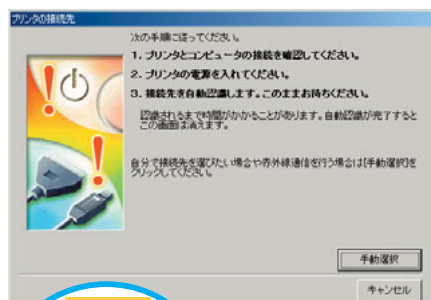 プリンタの接続先
次の手順に従ってください。
1. プリンタとコンピュータの接続を確認してください。
2. プリンタの電源を入れてください。
3. 接続先を自動認識します。このままお待ちください。
認識されるまで時間がかかることがあります。自動認識が完了すると
この画面は消えます。
自分で接続先を選びたい場合や赤外線通信を行う場合は[手動選択]を
クリックしてください。
手動選択
キャンセル